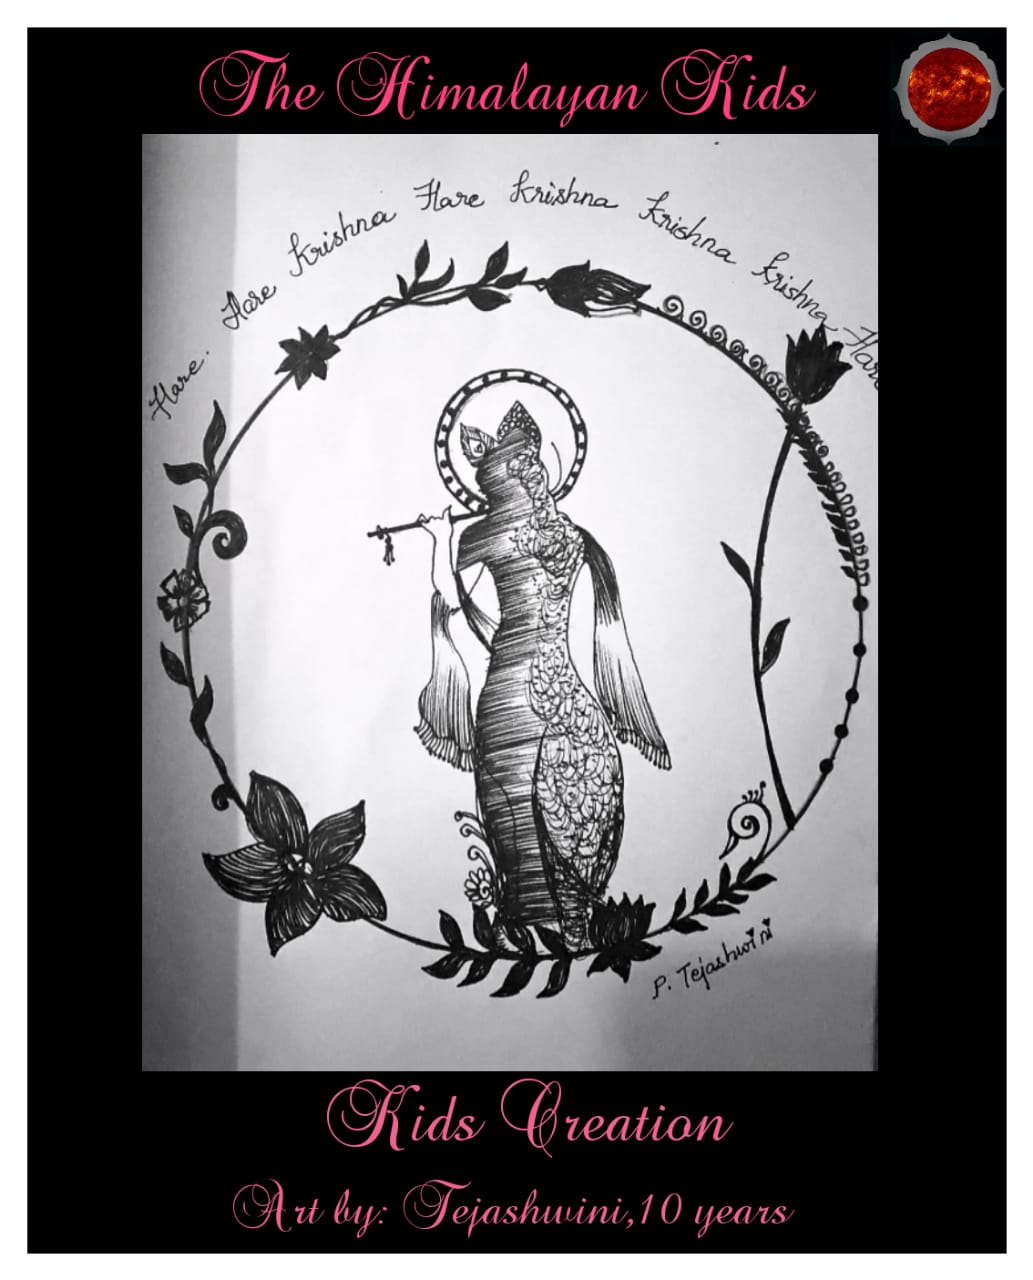 The Himalayan Kids
Hare. Hare Krishna Hare Krishna Krishna Krishna Hare
P. Tejashwini
Kids Creation
Art by: Tejashwini,10 years